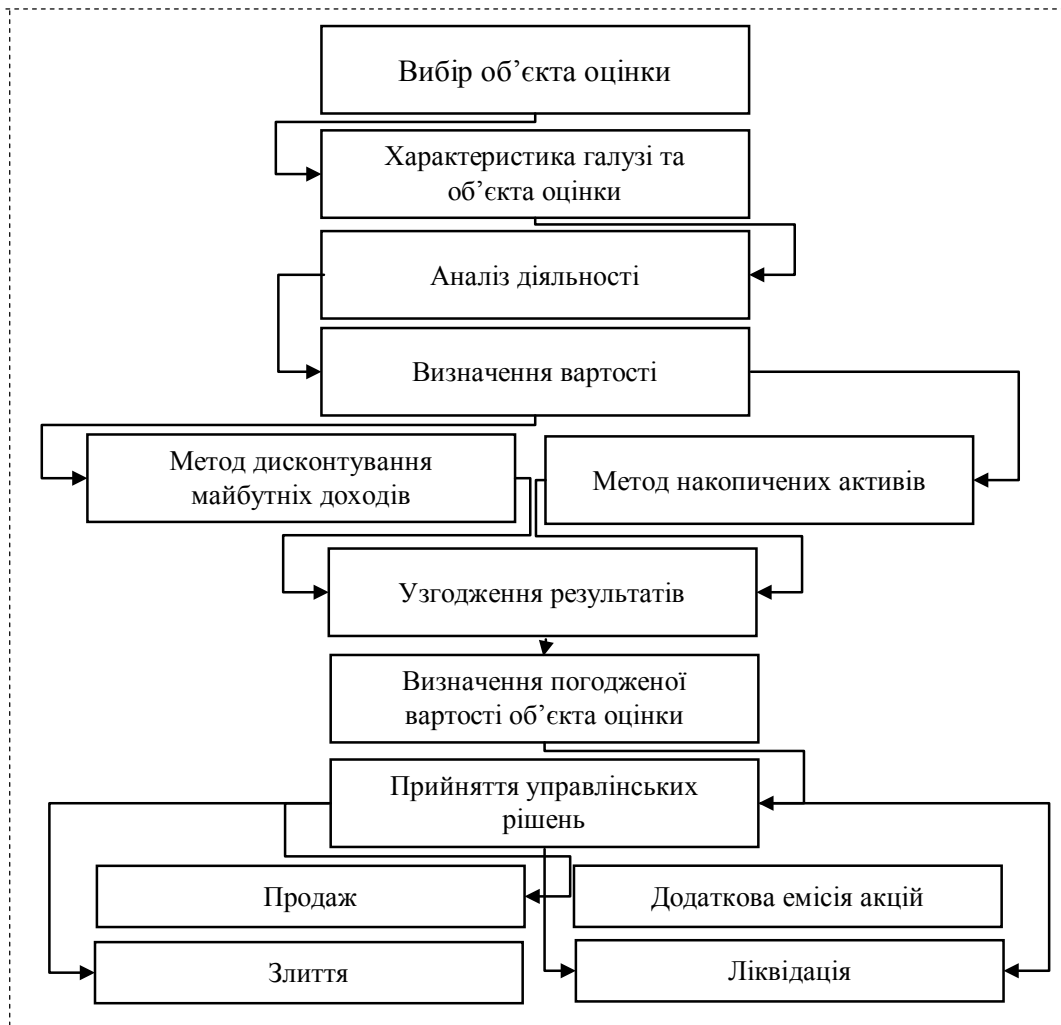 Вибір об’єкта оцінки
Характеристика галузі та
об’єкта оцінки
Аналіз діяльності
Визначення вартості
Метод дисконтування
майбутніх доходів
Метод накопичених активів
Узгодження результатів
Визначення погодженої
вартості об’єкта оцінки
Прийняття управлінських
рішень
Продаж
Додаткова емісія акцій
Злиття
Ліквідація